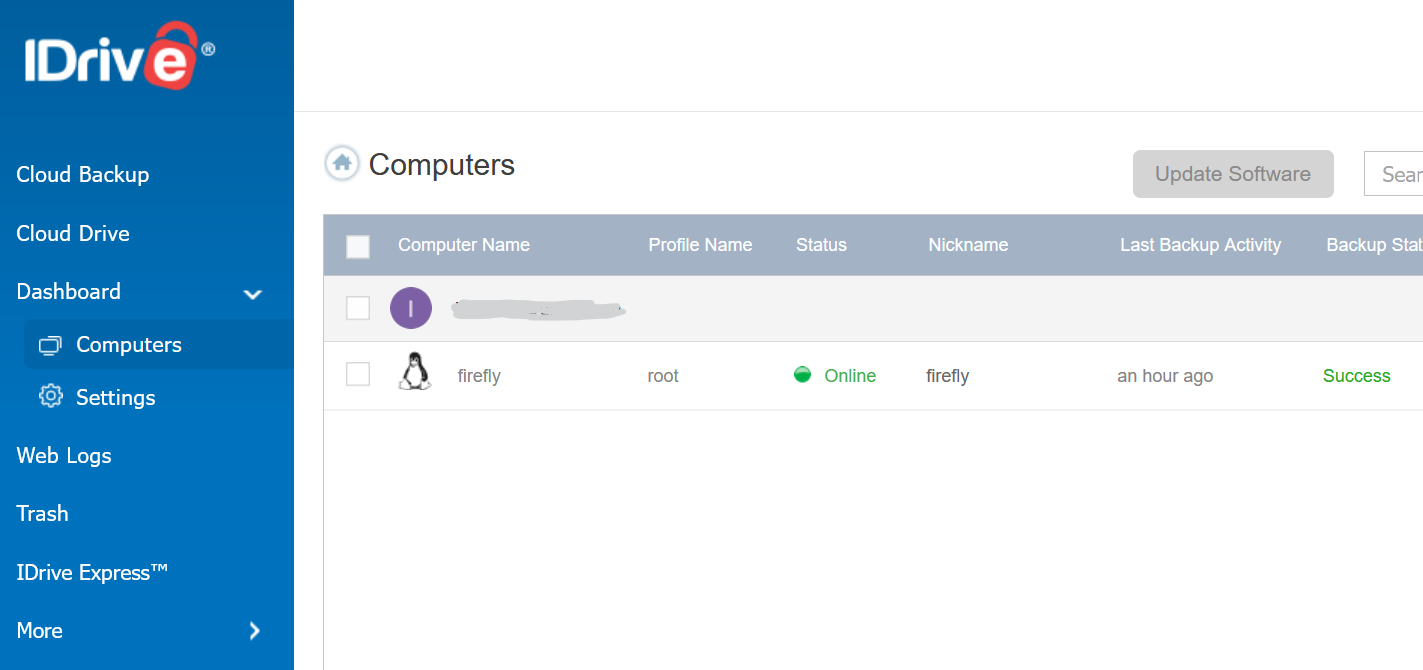 IDrive®
Cloud Backup
Cloud Drive
Dashboard
Computers
Settings
Web Logs
Trash
IDrive Express™
More
Computers
Update Software
Sear
Computer Name Profile Name Status Nickname Last Backup Activity Backup Stat
I
firefly root Online firefly an hour ago Success